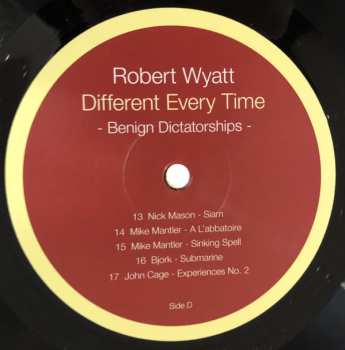 Robert Wyatt
Different Every Time
- Benign Dictatorships -
13 Nick Mason - Siam
14 Mike Mantler - A L'abbatoire
15 Mike Mantler - Sinking Spell
16 Bjork - Submarine
17 John Cage - Experiences No. 2
Side D